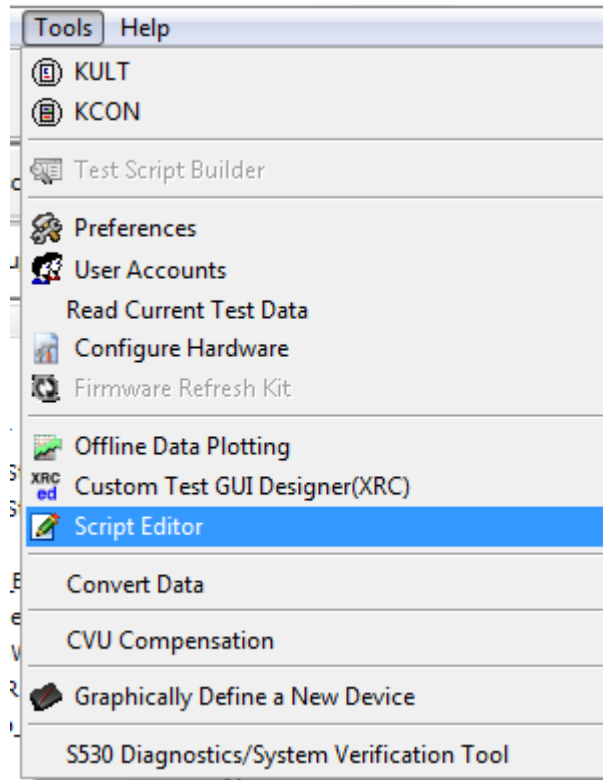 Tools Help
KULT
KCON
Test Script Builder
Preferences
User Accounts
Read Current Test Data
Configure Hardware
Firmware Refresh Kit
Offline Data Plotting
XRC ed Custom Test GUI Designer(XRC)
Script Editor
Convert Data
CVU Compensation
Graphically Define a New Device
S530 Diagnostics/System Verification Tool